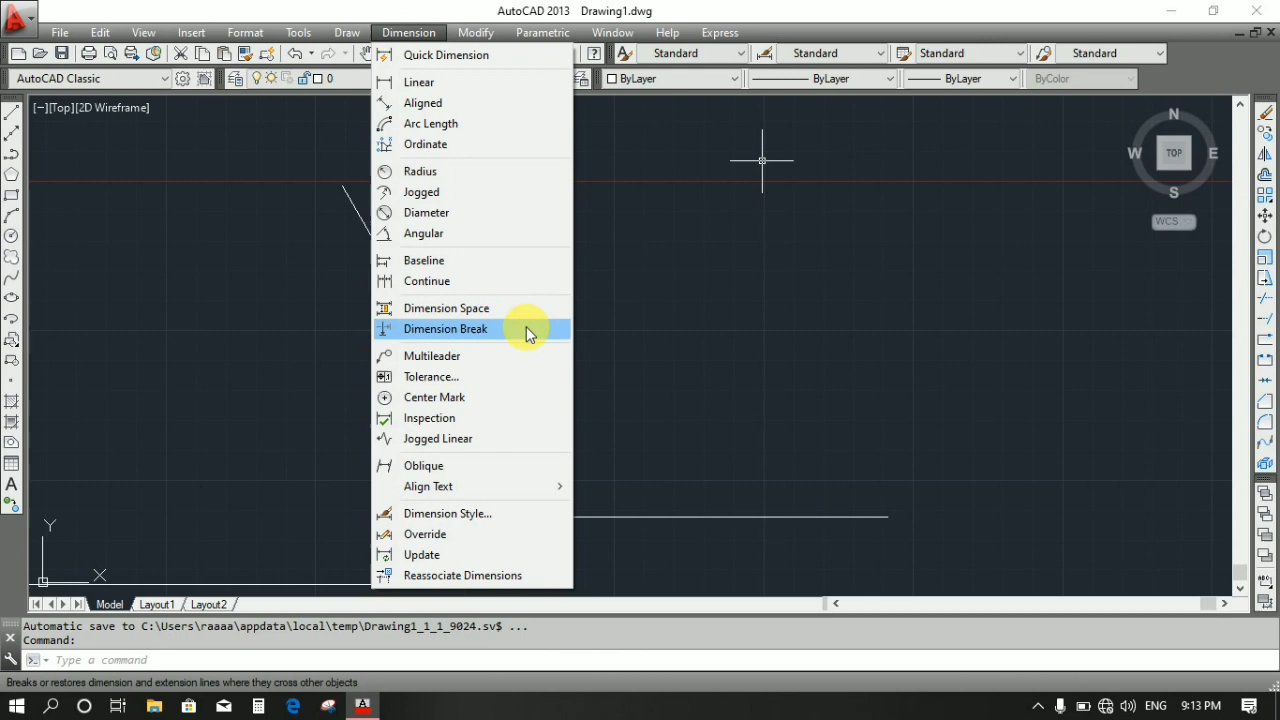 AutoCAD 2013 Drawing1.dwg
File Edit View Insert Format Tools Draw Dimension Modify Parametric Window Help Express
Standard Standard Standard Standard
AutoCAD Classic 0 ByLayer ByLayer ByLayer ByColor
[−][Top][2D Wireframe]
Quick Dimension
Linear
Aligned
Arc Length
Ordinate
Radius
Jogged
Diameter
Angular
Baseline
Continue
Dimension Space
Dimension Break
Multileader
Tolerance...
Center Mark
Inspection
Jogged Linear
Oblique
Align Text
Dimension Style...
Override
Update
Reassociate Dimensions
N
W TOP E
S
WCS
Y
X
Model Layout1 Layout2
Automatic save to C:\Users\raaaa\appdata\local\temp\Drawing1_1_1_9024.sv$ ...
Command:
Type a command
Breaks or restores dimension and extension lines where they cross other objects
ENG 9:13 PM